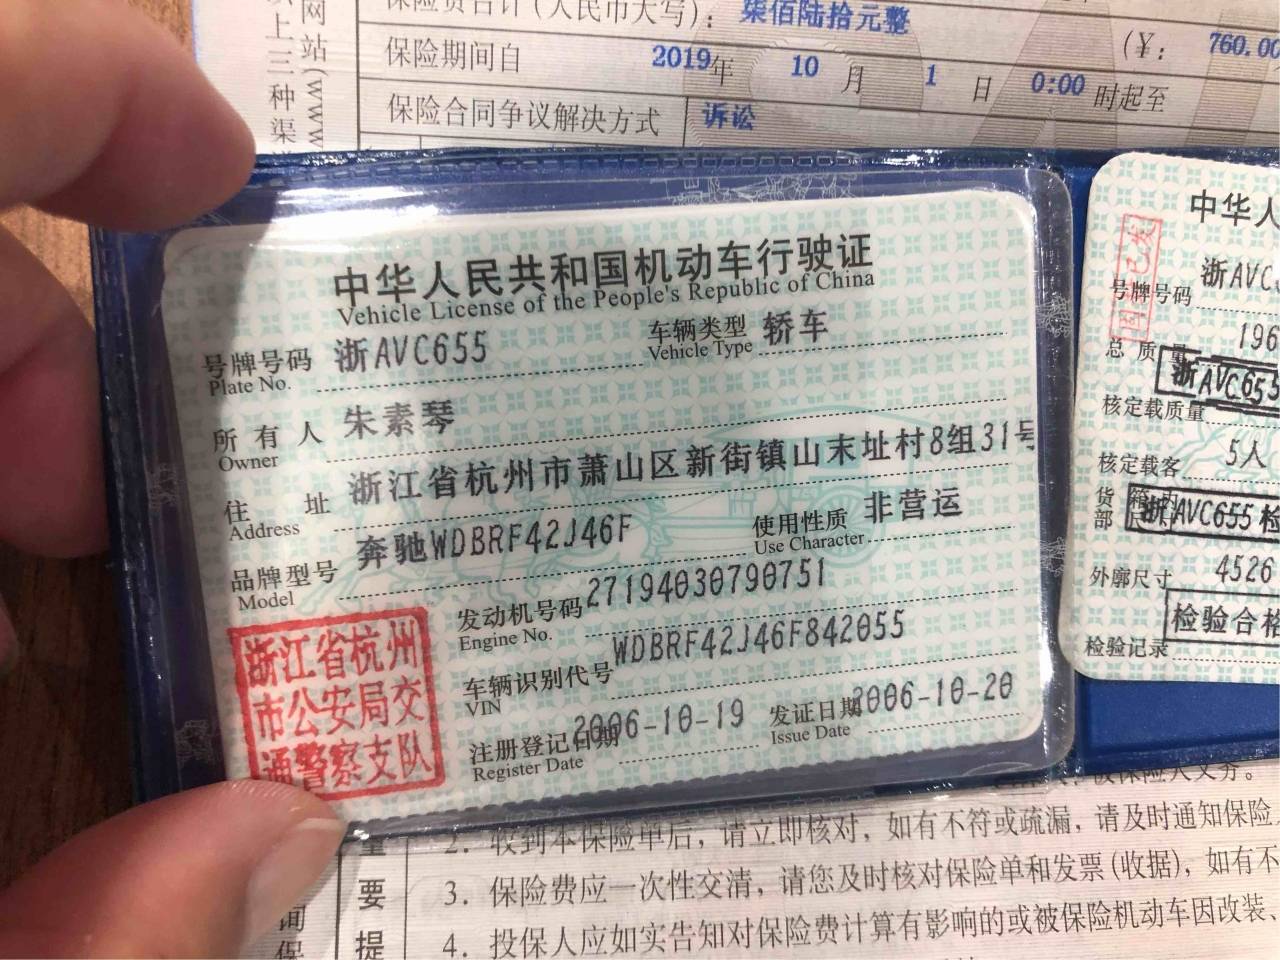 保险费合计(人民币大写): 柒佰陆拾元整
(¥: 760.00
网站(www
上三种渠
保险期间自 2019年 10 月 1 日 0:00 时起至
保险合同争议解决方式 诉讼
中华人民共和国机动车行驶证
Vehicle License of the People's Republic of China
号牌号码 浙AVC655 车辆类型 轿车
Plate No. Vehicle Type
所有人 朱素琴
Owner
住址 浙江省杭州市萧山区新街镇山末址村8组31号
Address
品牌型号 奔驰WDBRF42J46F 使用性质 非营运
Model Use Character
发动机号码 27194030790751
Engine No.
车辆识别代号 WDBRF42J46F842055
VIN
注册登记日期 2006-10-19 发证日期 2006-10-20
Register Date Issue Date
浙江省杭州
市公安局交
通警察支队
中华人
号牌号码 浙AVC
总质量 196
浙AVC655
核定载质量
核定载客 5人
浙AVC655 检
外廓尺寸 4526
检验合格
检验记录
2. 收到本保险单后, 请立即核对, 如有不符或疏漏, 请及时通知保险
要 3. 保险费应一次性交清, 请您及时核对保险单和发票(收据), 如有不
提 4. 投保人应如实告知对保险费计算有影响的或被保险机动车因改装、
询
保